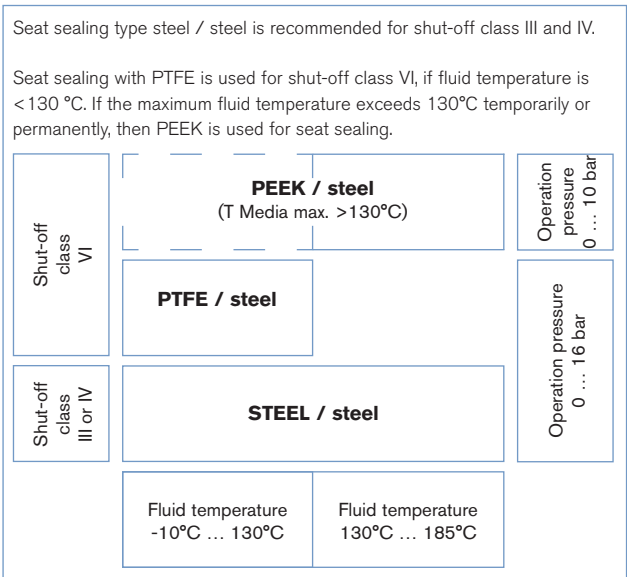 Seat sealing type steel / steel is recommended for shut-off class III and IV.
Seat sealing with PTFE is used for shut-off class VI, if fluid temperature is
<130 °C. If the maximum fluid temperature exceeds 130°C temporarily or
permanently, then PEEK is used for seat sealing.
Shut-off
class
VI
PEEK / steel
(T Media max. >130°C)
Operation
pressure
0 … 10 bar
PTFE / steel
Operation pressure
0 … 16 bar
Shut-off
class
III or IV
STEEL / steel
Fluid temperature
-10°C … 130°C
Fluid temperature
130°C … 185°C